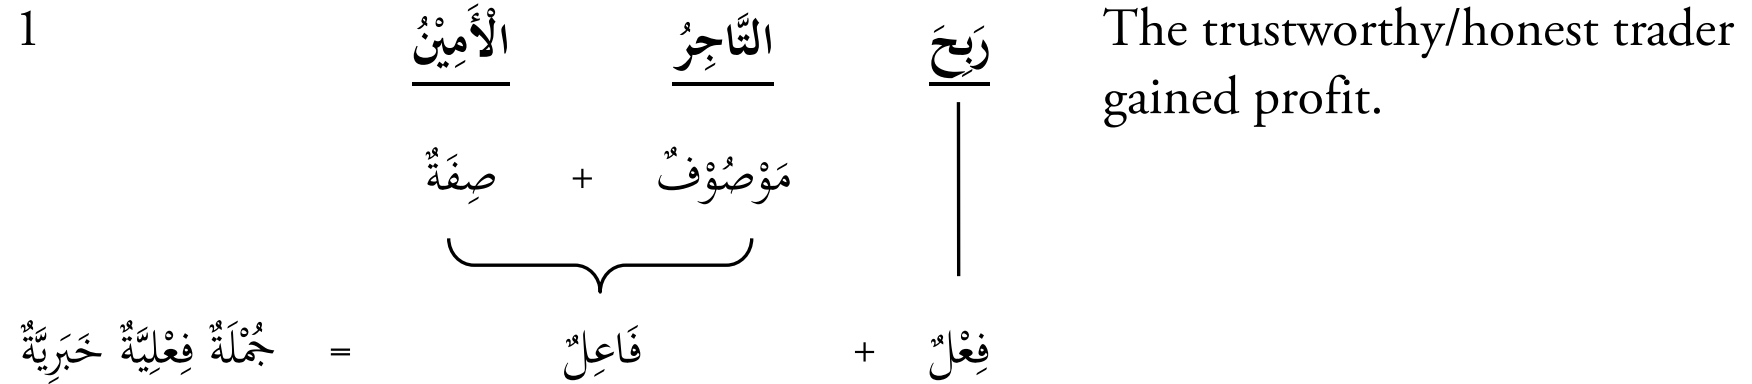 1 رَبِحَ التَّاجِرُ الْأَمِيْنُ The trustworthy/honest trader
gained profit.
مَوْصُوْفٌ + صِفَةٌ
فِعْلٌ + فَاعِلٌ = جُمْلَةٌ فِعْلِيَّةٌ خَبَرِيَّةٌ